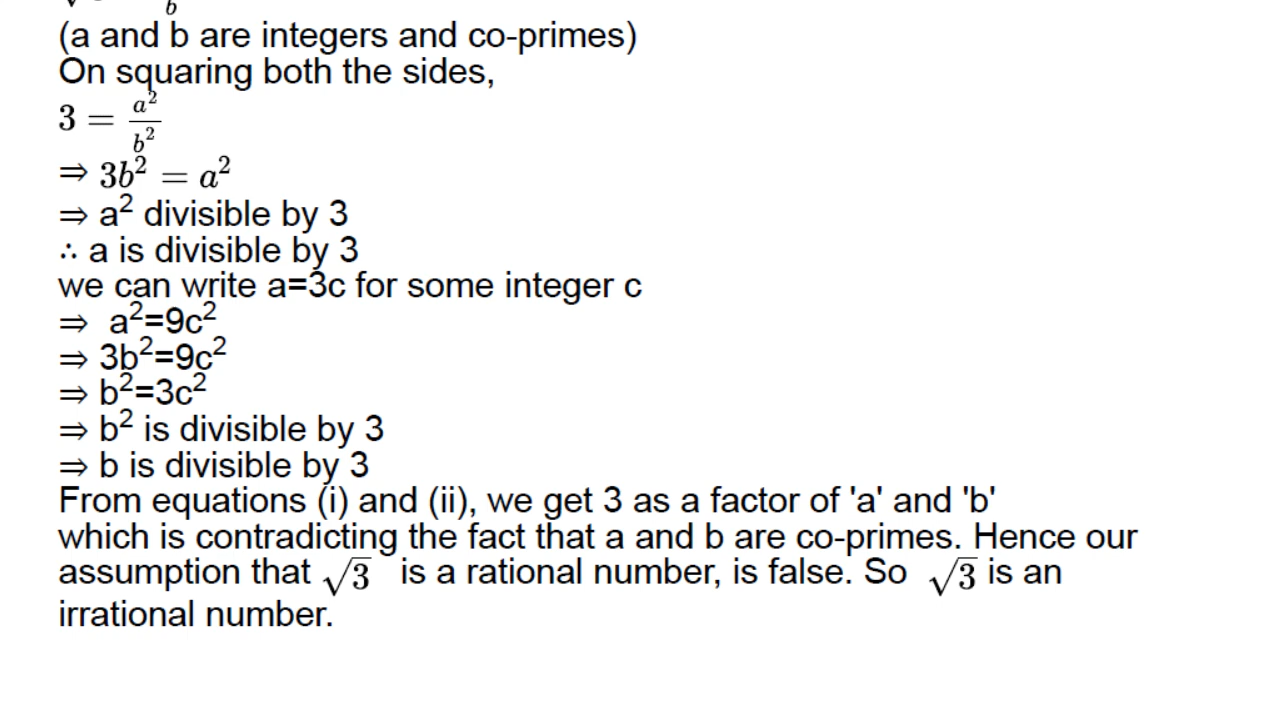 b
(a and b are integers and co-primes)
On squaring both the sides,
3 = a²/b²
⇒ 3b² = a²
⇒ a² divisible by 3
∴ a is divisible by 3
we can write a=3c for some integer c
⇒ a²=9c²
⇒ 3b²=9c²
⇒ b²=3c²
⇒ b² is divisible by 3
⇒ b is divisible by 3
From equations (i) and (ii), we get 3 as a factor of 'a' and 'b'
which is contradicting the fact that a and b are co-primes. Hence our
assumption that √3 is a rational number, is false. So √3 is an
irrational number.